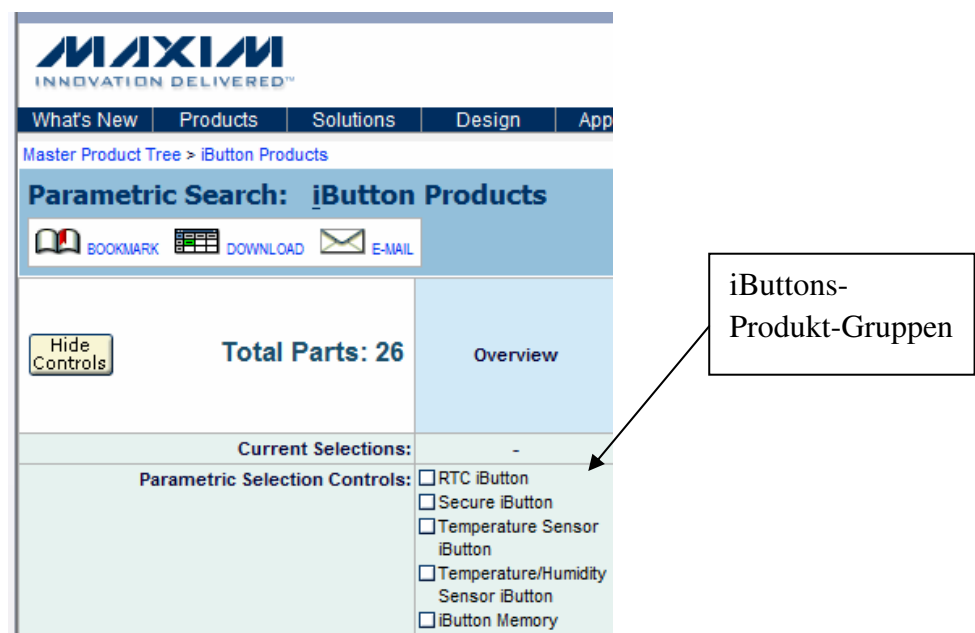 MAXIM
INNOVATION DELIVERED™
What's New Products Solutions Design App
Master Product Tree > iButton Products
Parametric Search: iButton Products
BOOKMARK DOWNLOAD E-MAIL
iButtons-
Produkt-Gruppen
Hide
Controls
Total Parts: 26
Overview
Current Selections: -
Parametric Selection Controls: RTC iButton
Secure iButton
Temperature Sensor
iButton
Temperature/Humidity
Sensor iButton
iButton Memory